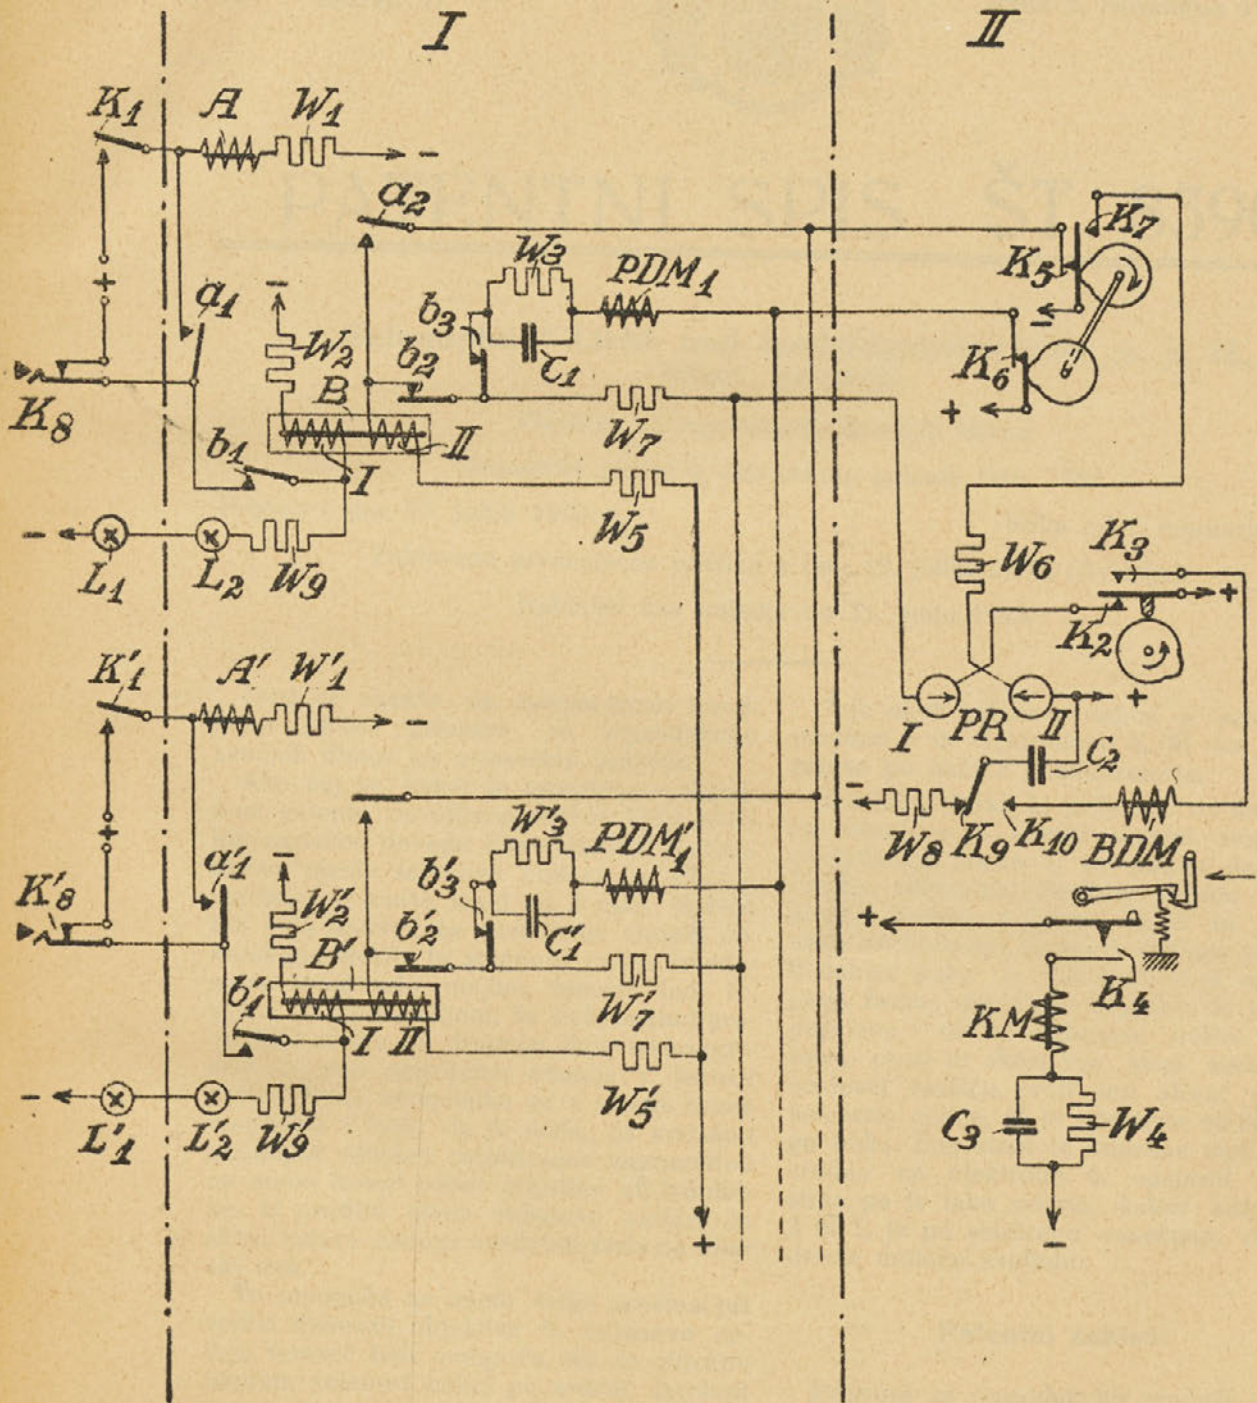 I II
K1 A W1 -
a2
K7
W3 PDM1 K5
+ a1 - b3 -
W2 b2 C1 K6
K8 B +
b1 I II W7
- W5
L1 L2 W9 W6 K3
+
K2
K'1 A' W'1 -
+
I PR II
C2
-
W'3 W8 K9 K10 BDM
+ PDM'1
a'1 - b'3
K'8 W'2 b'2 C'1 +
B' K4
b'1 I II W'7 KM
- W'5
L'1 L'2 W'9 C3 W4
+ -